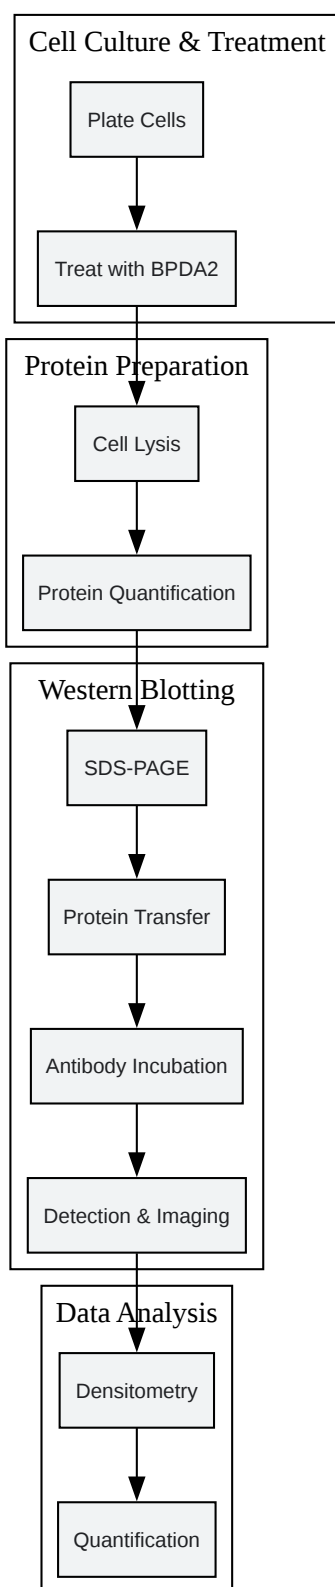 Cell Culture & Treatment
Plate Cells
Treat with BPDA2
Protein Preparation
Cell Lysis
Protein Quantification
Western Blotting
SDS-PAGE
Protein Transfer
Antibody Incubation
Detection & Imaging
Data Analysis
Densitometry
Quantification